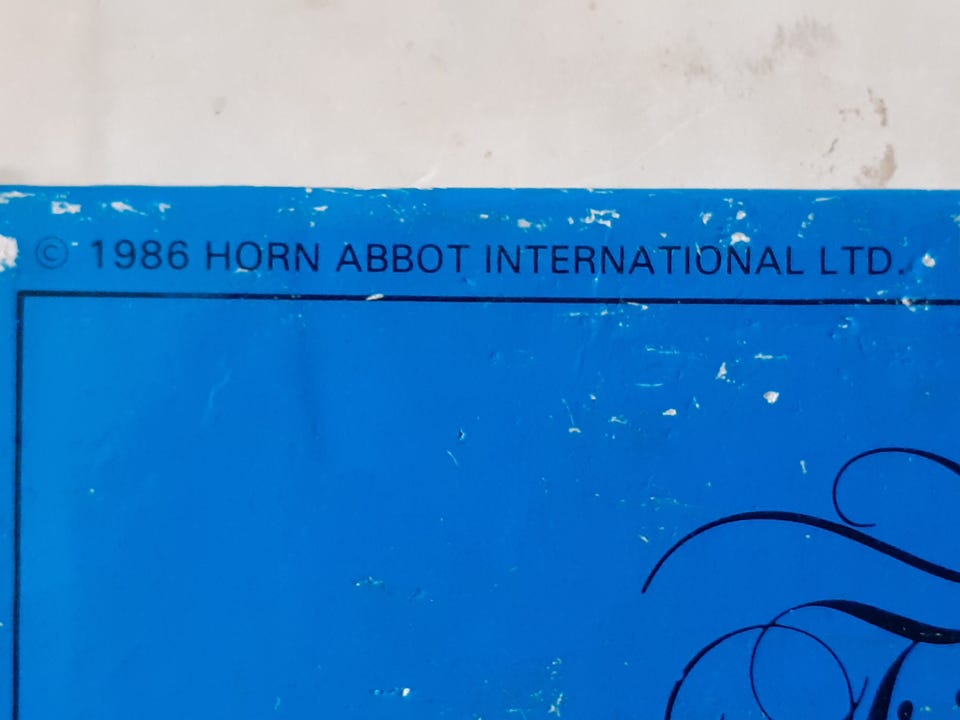 © 1986 HORN ABBOT INTERNATIONAL LTD.